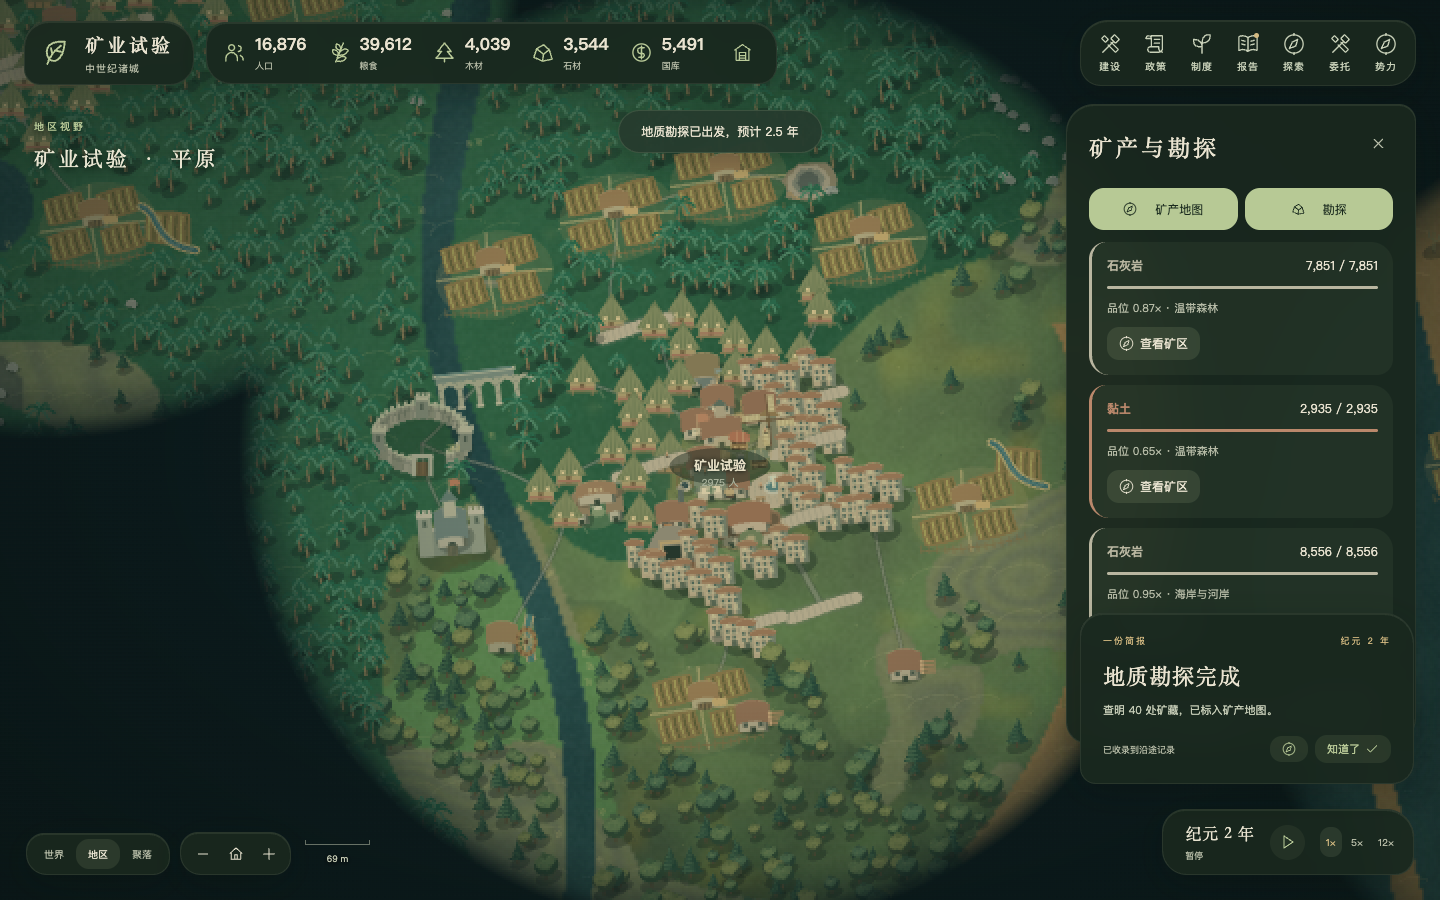 矿业试验
中世纪诸城
16,876
人口
39,612
粮食
4,039
木材
3,544
石材
5,491
国库
建设
政策
制度
报告
探索
委托
势力
地区视野
矿业试验 · 平原
地质勘探已出发，预计 2.5 年
矿产与勘探
矿产地图
勘探
石灰岩
7,851 / 7,851
品位 0.87× · 温带森林
查看矿区
黏土
2,935 / 2,935
品位 0.65× · 温带森林
查看矿区
石灰岩
8,556 / 8,556
品位 0.95× · 海岸与河岸
矿业试验
2975 人
一份简报
纪元 2 年
地质勘探完成
查明 40 处矿藏，已标入矿产地图。
已收录到沿途记录
知道了
世界
地区
聚落
69 m
纪元 2 年
暂停
1×
5×
12×